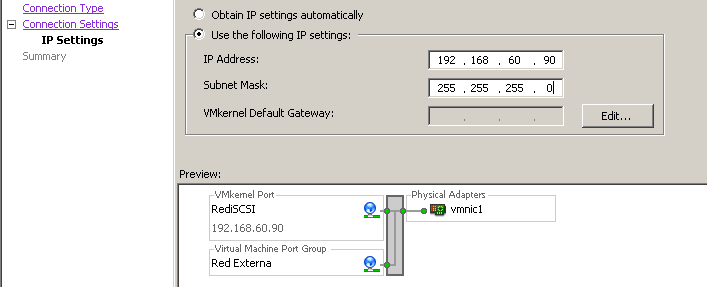 Connection Type
Connection Settings
IP Settings
Summary
Obtain IP settings automatically
Use the following IP settings:
IP Address: 192 . 168 . 60 . 90
Subnet Mask: 255 . 255 . 255 . 0
VMkernel Default Gateway: . . . Edit...
Preview:
VMkernel Port
RediSCSI
192.168.60.90
Virtual Machine Port Group
Red Externa
Physical Adapters
vmnic1